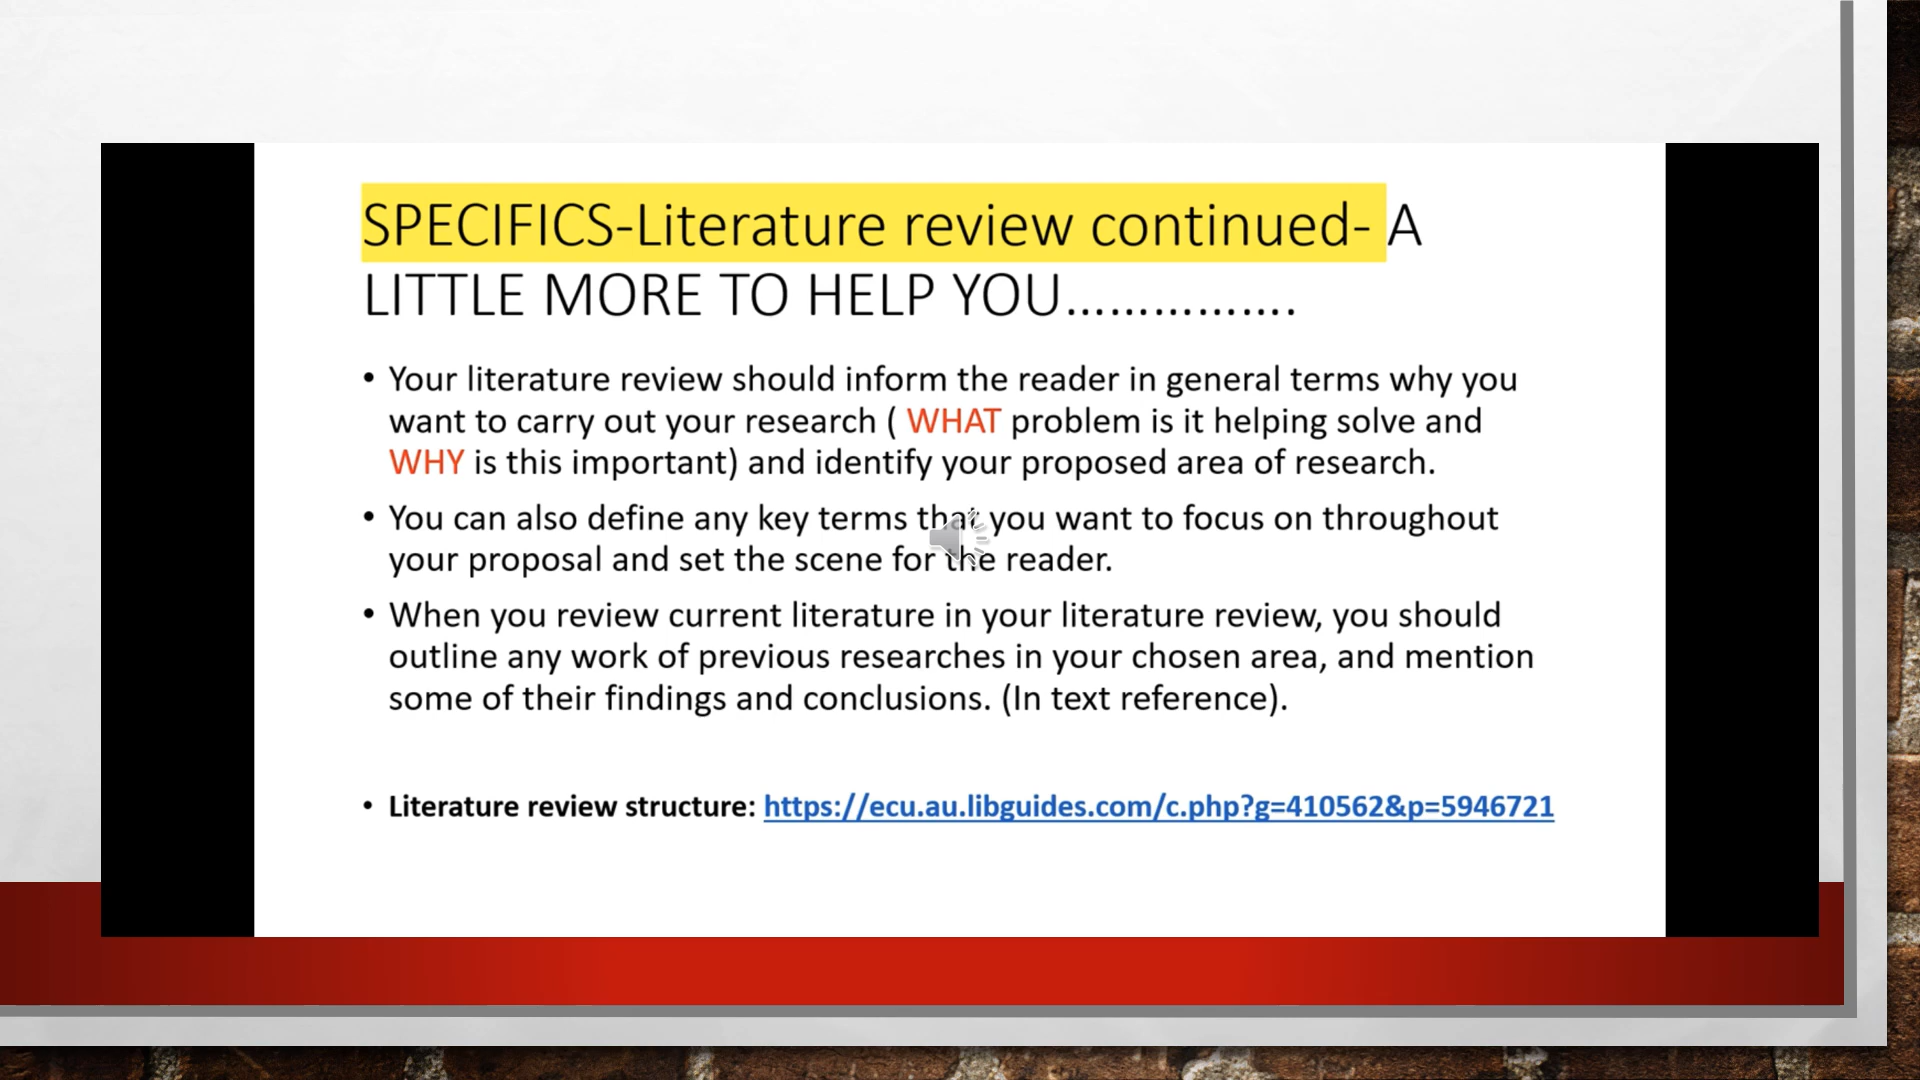 SPECIFICS-Literature review continued- A
LITTLE MORE TO HELP YOU…………….
• Your literature review should inform the reader in general terms why you
want to carry out your research ( WHAT problem is it helping solve and
WHY is this important) and identify your proposed area of research.
• You can also define any key terms that you want to focus on throughout
your proposal and set the scene for the reader.
• When you review current literature in your literature review, you should
outline any work of previous researches in your chosen area, and mention
some of their findings and conclusions. (In text reference).
• Literature review structure: https://ecu.au.libguides.com/c.php?g=410562&p=5946721